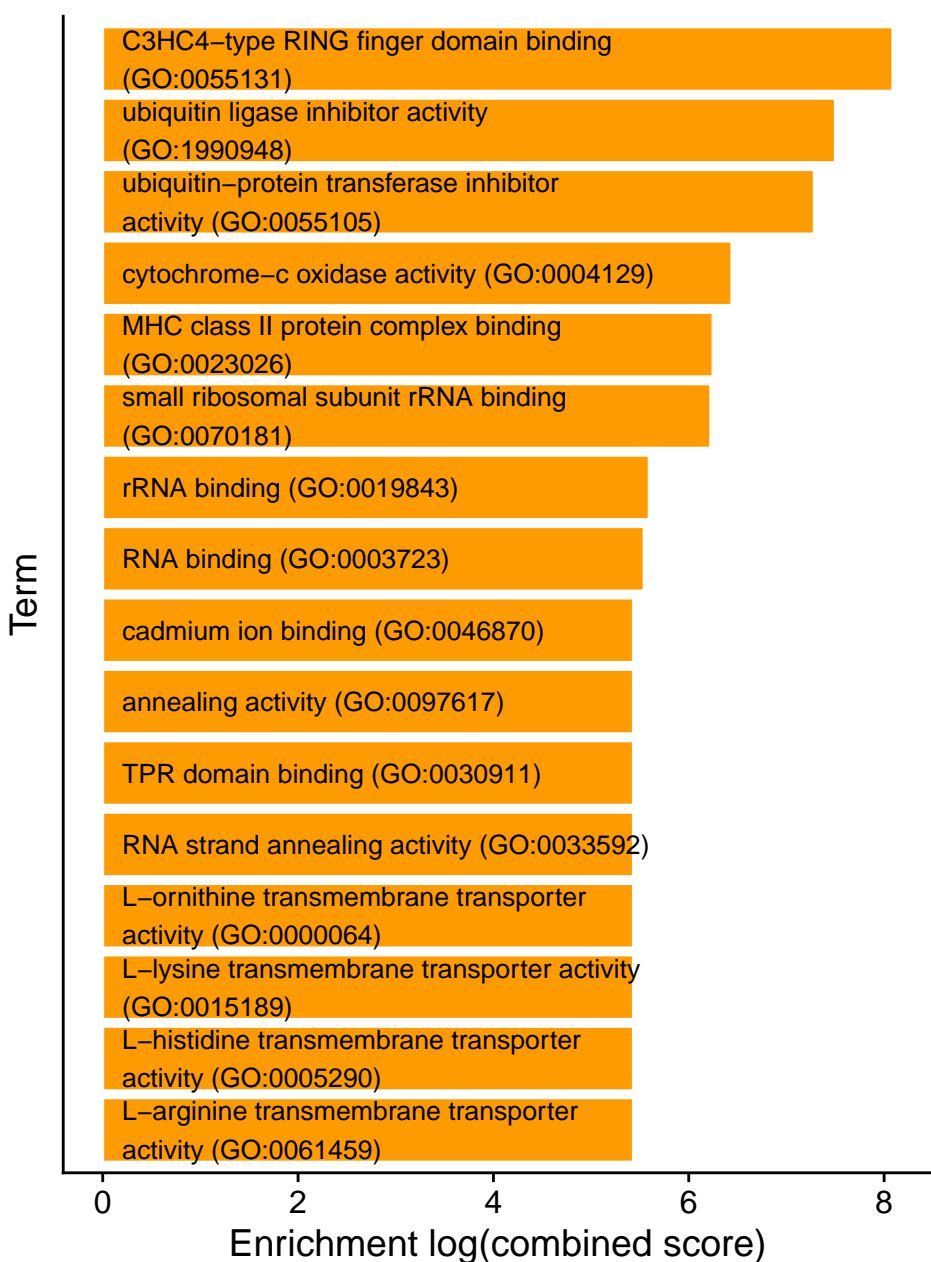 C3HC4−type RING finger domain binding
(GO:0055131)
ubiquitin ligase inhibitor activity
(GO:1990948)
ubiquitin−protein transferase inhibitor
activity (GO:0055105)
cytochrome−c oxidase activity (GO:0004129)
MHC class II protein complex binding
(GO:0023026)
small ribosomal subunit rRNA binding
(GO:0070181)
rRNA binding (GO:0019843)
RNA binding (GO:0003723)
cadmium ion binding (GO:0046870)
annealing activity (GO:0097617)
TPR domain binding (GO:0030911)
RNA strand annealing activity (GO:0033592)
L−ornithine transmembrane transporter
activity (GO:0000064)
L−lysine transmembrane transporter activity
(GO:0015189)
L−histidine transmembrane transporter
activity (GO:0005290)
L−arginine transmembrane transporter
activity (GO:0061459)
Term
0 2 4 6 8
Enrichment log(combined score)